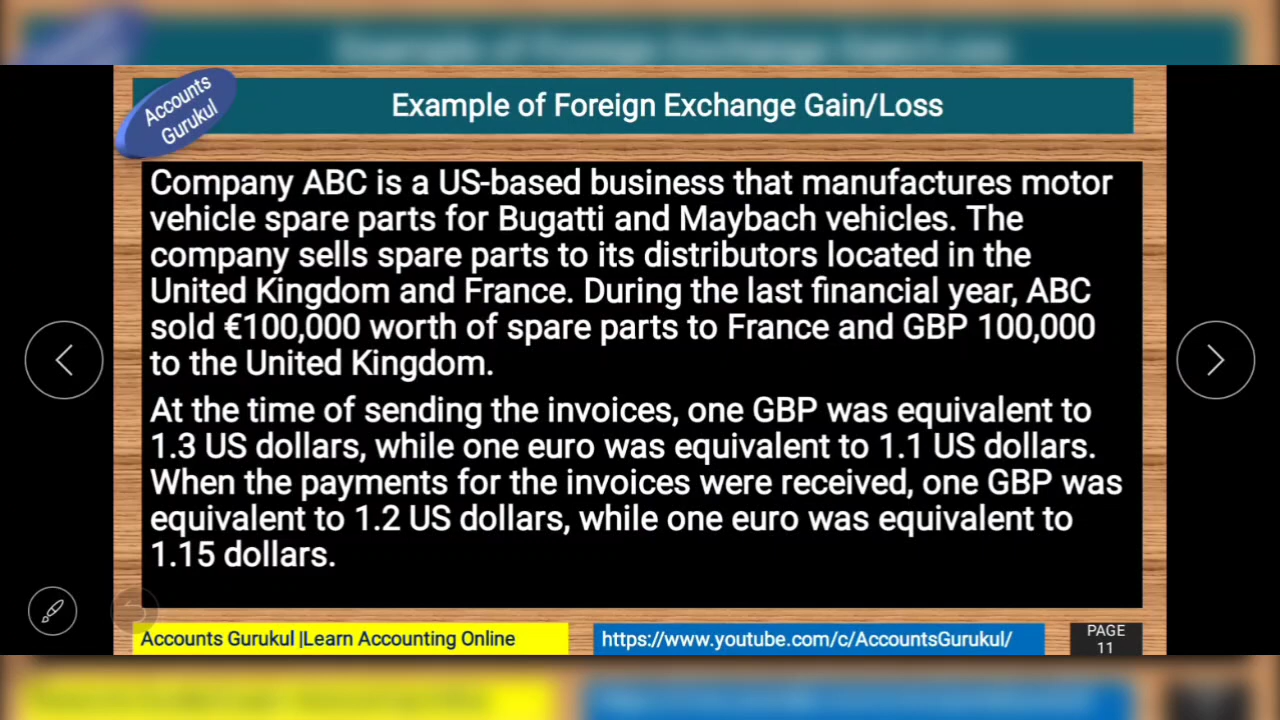 Accounts
Gurukul
Example of Foreign Exchange Gain/Loss
Company ABC is a US-based business that manufactures motor
vehicle spare parts for Bugatti and Maybach vehicles. The
company sells spare parts to its distributors located in the
United Kingdom and France. During the last financial year, ABC
sold €100,000 worth of spare parts to France and GBP 100,000
to the United Kingdom.
At the time of sending the invoices, one GBP was equivalent to
1.3 US dollars, while one euro was equivalent to 1.1 US dollars.
When the payments for the invoices were received, one GBP was
equivalent to 1.2 US dollars, while one euro was equivalent to
1.15 dollars.
Accounts Gurukul |Learn Accounting Online
https://www.youtube.com/c/AccountsGurukul/
PAGE
11